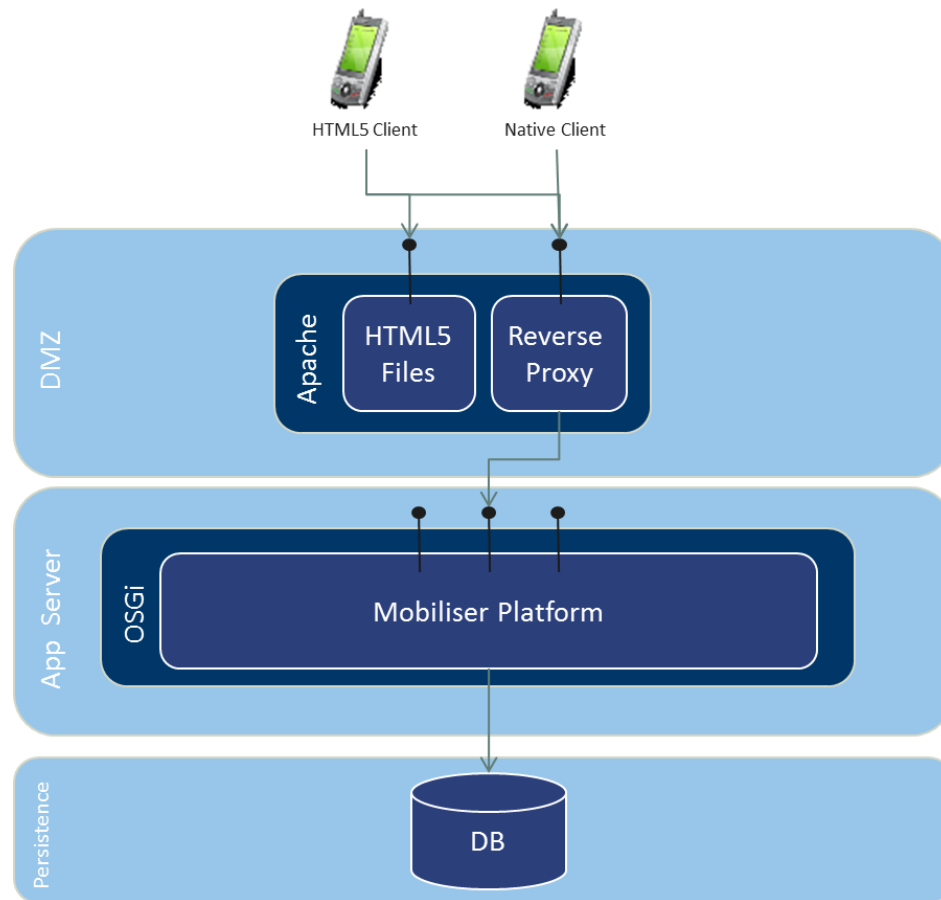 HTML5 Client
Native Client
DMZ
Apache
HTML5
Files
Reverse
Proxy
App Server
OSGi
Mobiliser Platform
Persistence
DB